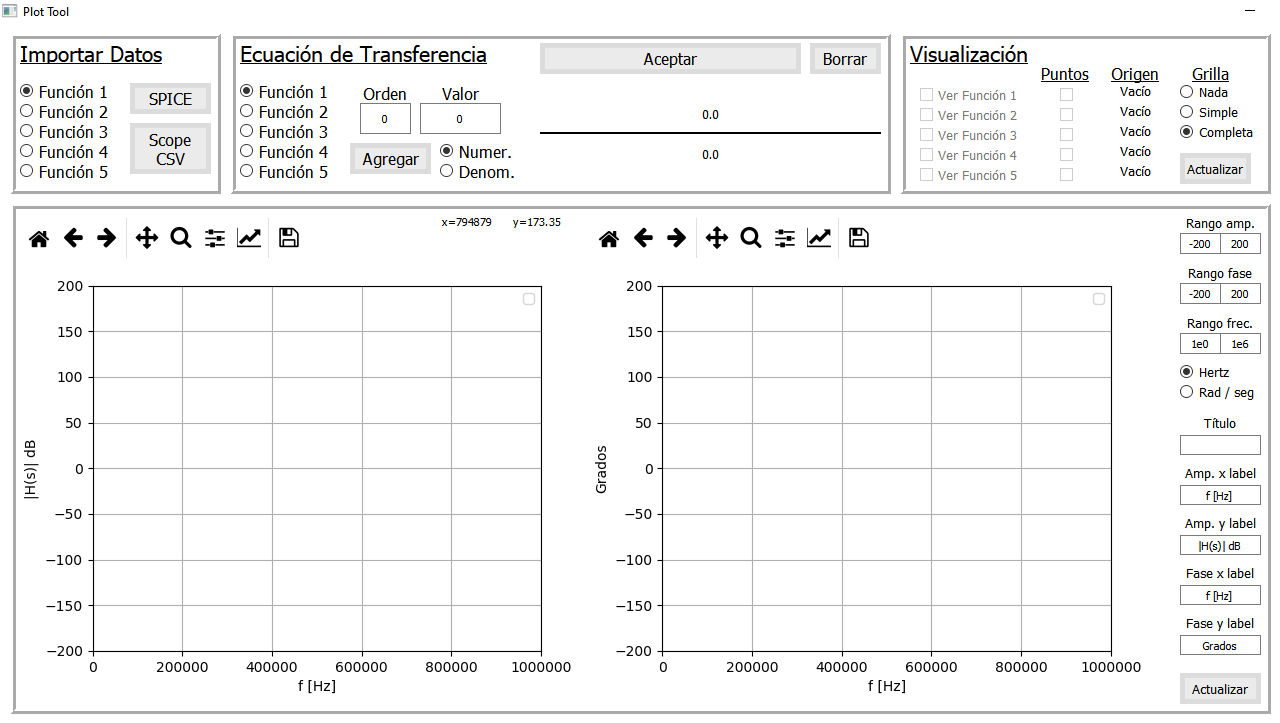 Plot Tool
Importar Datos
Función 1
Función 2
Función 3
Función 4
Función 5
SPICE
Scope
CSV
Ecuación de Transferencia
Función 1
Función 2
Función 3
Función 4
Función 5
Orden
Valor
0
0
Agregar
Numer.
Denom.
Aceptar
Borrar
0.0
0.0
Visualización
Puntos
Origen
Grilla
Ver Función 1
Vacío
Nada
Ver Función 2
Vacío
Simple
Ver Función 3
Vacío
Completa
Ver Función 4
Vacío
Ver Función 5
Vacío
Actualizar
x=794879 y=173.35
200
150
100
50
0
−50
−100
−150
−200
0 200000 400000 600000 800000 1000000
f [Hz]
|H(s)| dB
200
150
100
50
0
−50
−100
−150
−200
0 200000 400000 600000 800000 1000000
f [Hz]
Grados
Rango amp.
-200 200
Rango fase
-200 200
Rango frec.
1e0 1e6
Hertz
Rad / seg
Título
Amp. x label
f [Hz]
Amp. y label
|H(s)| dB
Fase x label
f [Hz]
Fase y label
Grados
Actualizar